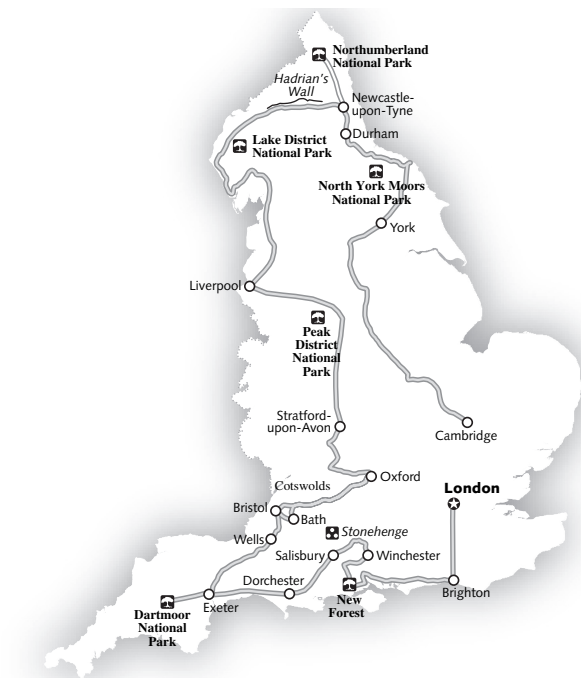 Northumberland
National Park
Hadrian's
Wall
Newcastle-
upon-Tyne
Durham
Lake District
National Park
North York Moors
National Park
York
Liverpool
Peak
District
National
Park
Stratford-
upon-Avon
Cambridge
Oxford
Cotswolds
London
Bristol
Bath
Stonehenge
Wells
Salisbury
Winchester
Dorchester
Brighton
Exeter
New
Forest
Dartmoor
National
Park